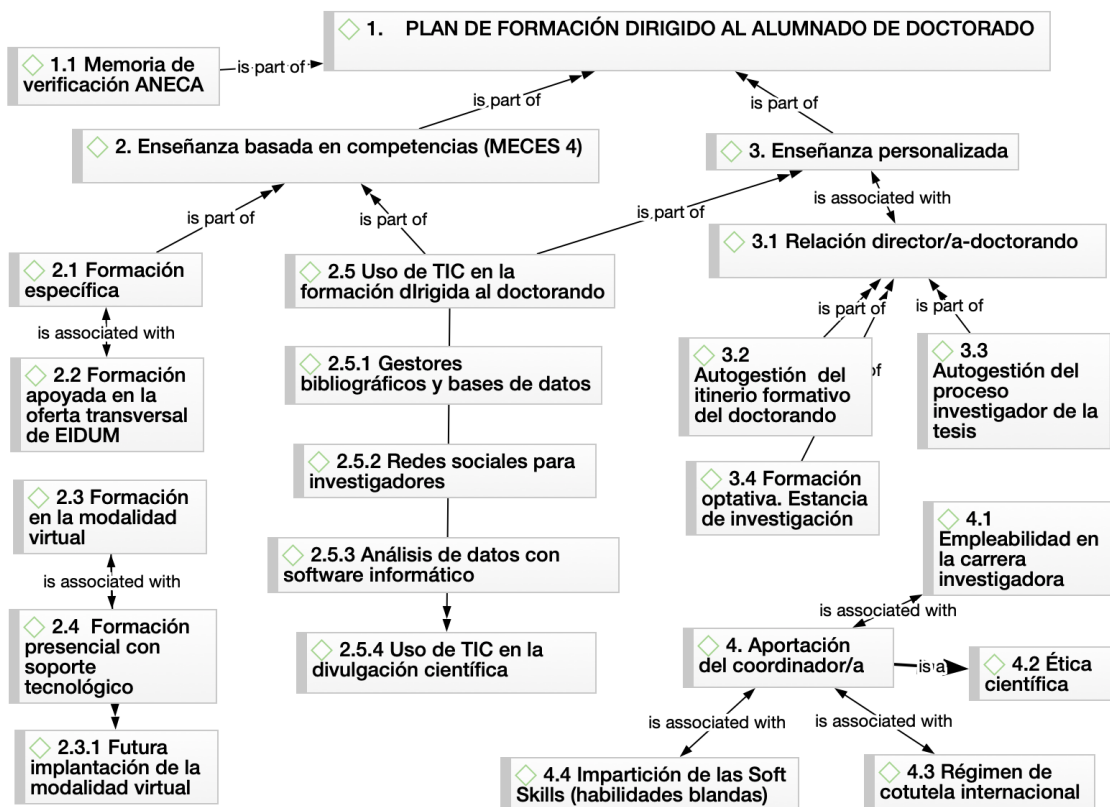 1. PLAN DE FORMACIÓN DIRIGIDO AL ALUMNADO DE DOCTORADO
1.1 Memoria de
verificación ANECA
is part of
is part of
is part of
2. Enseñanza basada en competencias (MECES 4)
3. Enseñanza personalizada
is part of
is part of
is part of
is associated with
2.1 Formación
específica
2.5 Uso de TIC en la
formación dIrigida al doctorando
3.1 Relación director/a-doctorando
is associated with
is part of
is part of
of
2.2 Formación
apoyada en la
oferta transversal
de EIDUM
2.5.1 Gestores
bibliográficos y bases de datos
3.2
Autogestión del
itinerio formativo
del doctorando
3.3
Autogestión del
proceso
investigador de la
tesis
2.5.2 Redes sociales para
investigadores
3.4 Formación
optativa. Estancia
de investigación
2.3 Formación
en la modalidad
virtual
is associated with
2.5.3 Análisis de datos con
software informático
4.1
Empleabilidad en
la carrera
investigadora
is associated with
2.4 Formación
presencial con
soporte
tecnológico
2.5.4 Uso de TIC en la
divulgación científica
4. Aportación
del coordinador/a
is a
4.2 Ética
científica
is associated with
is associated with
2.3.1 Futura
implantación de la
modalidad virtual
4.4 Impartición de las Soft
Skills (habilidades blandas)
4.3 Régimen de
cotutela internacional